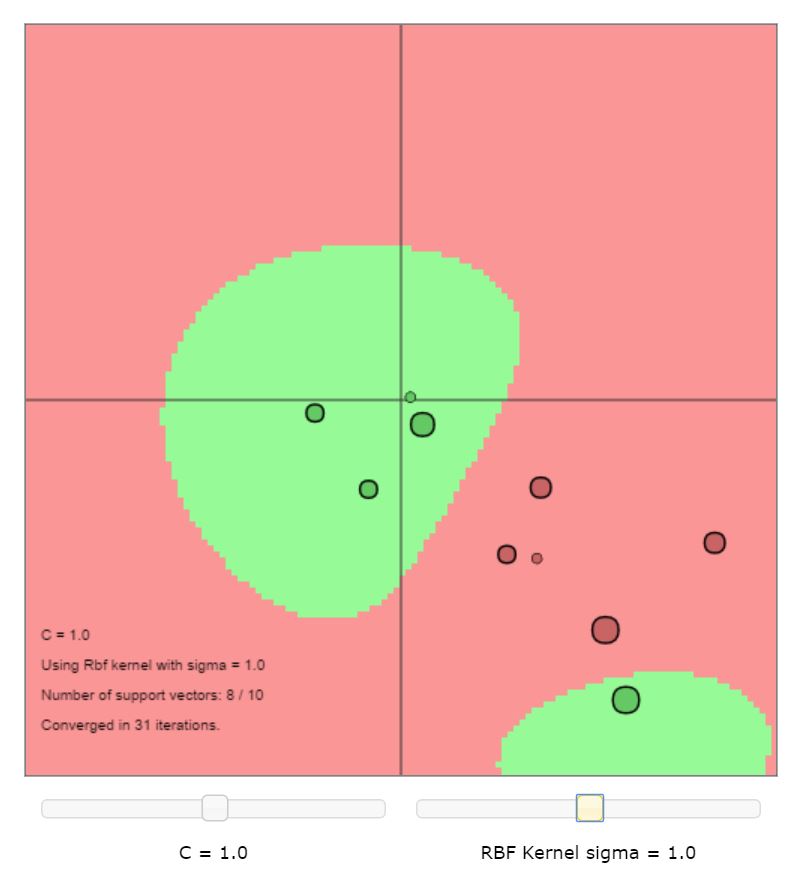 C = 1.0
Using Rbf kernel with sigma = 1.0
Number of support vectors: 8 / 10
Converged in 31 iterations.
C = 1.0
RBF Kernel sigma = 1.0